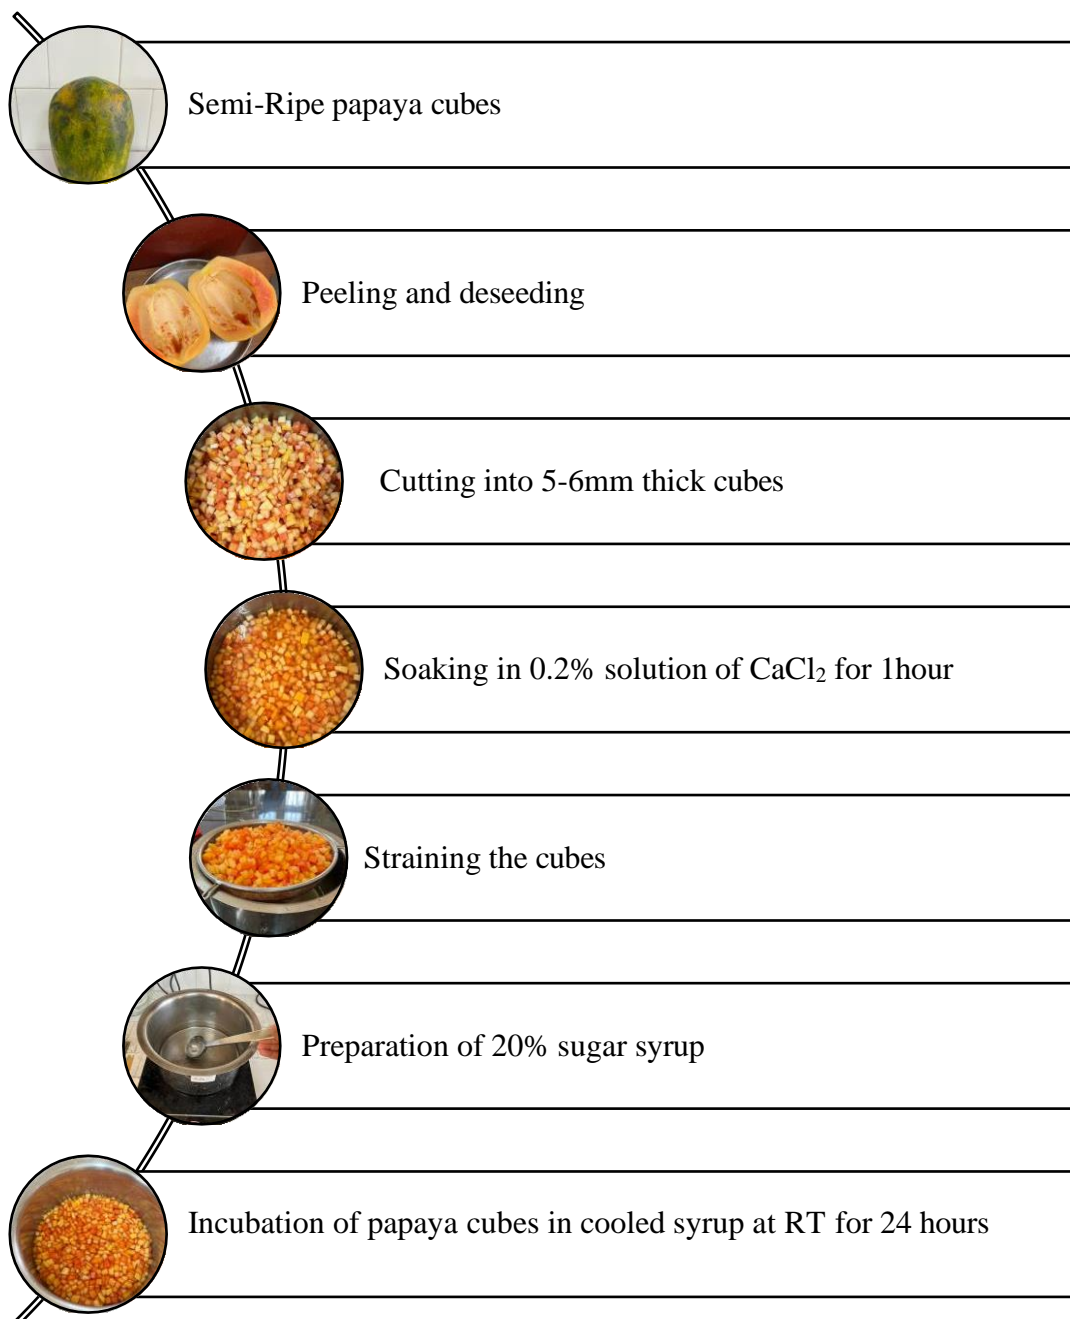 Semi-Ripe papaya cubes
Peeling and deseeding
Cutting into 5-6mm thick cubes
Soaking in 0.2% solution of CaCl₂ for 1hour
Straining the cubes
Preparation of 20% sugar syrup
Incubation of papaya cubes in cooled syrup at RT for 24 hours